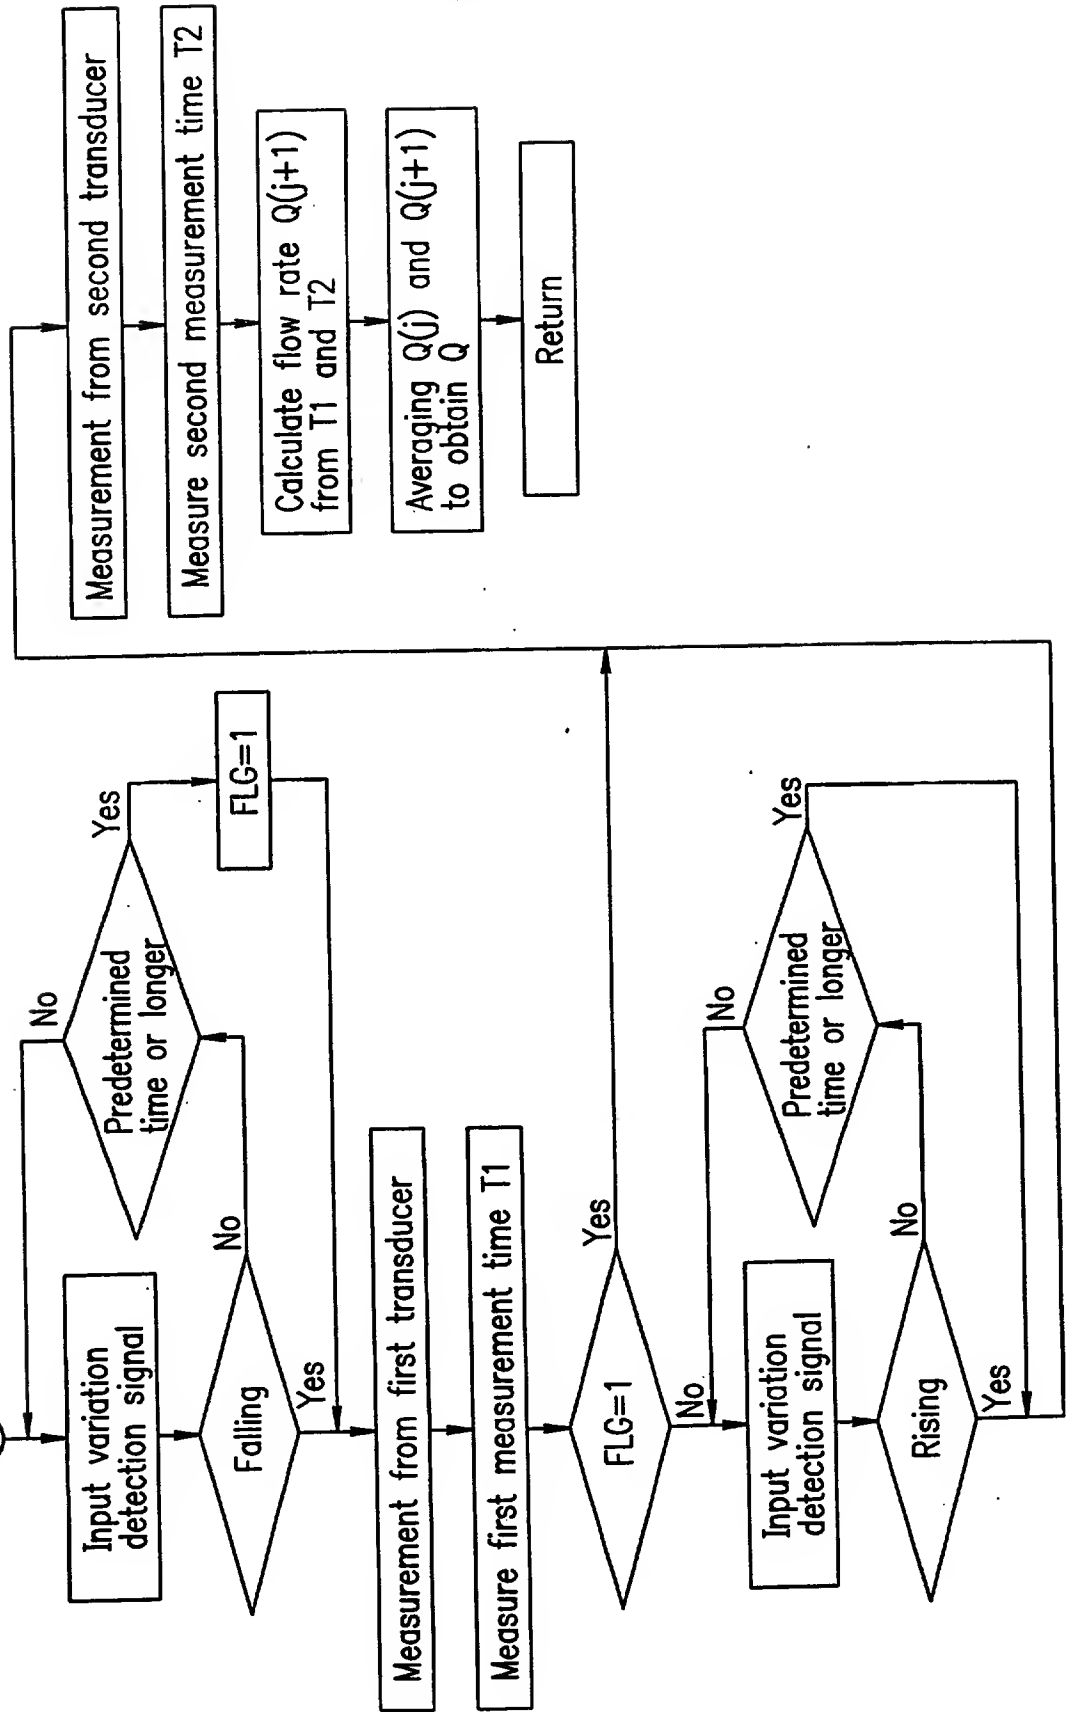 Input variation
detection signal
Falling
No
Yes
Predetermined
time or longer
No
Yes
FLG=1
Measurement from first transducer
Measure first measurement time T1
FLG=1
Yes
No
Input variation
detection signal
Rising
No
Yes
Predetermined
time or longer
No
Yes
Measurement from second transducer
Measure second measurement time T2
Calculate flow rate Q(j+1)
from T1 and T2
Averaging Q(j) and Q(j+1)
to obtain Q
Return